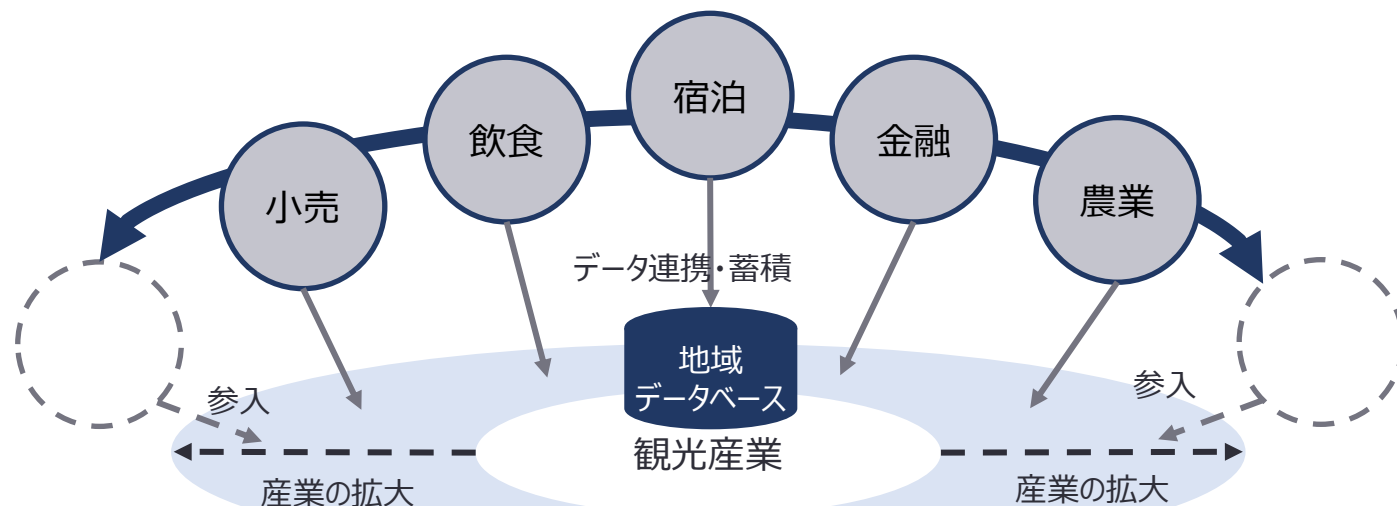 宿泊
飲食
金融
小売
農業
データ連携・蓄積
地域
データベース
参入
参入
観光産業
産業の拡大
産業の拡大